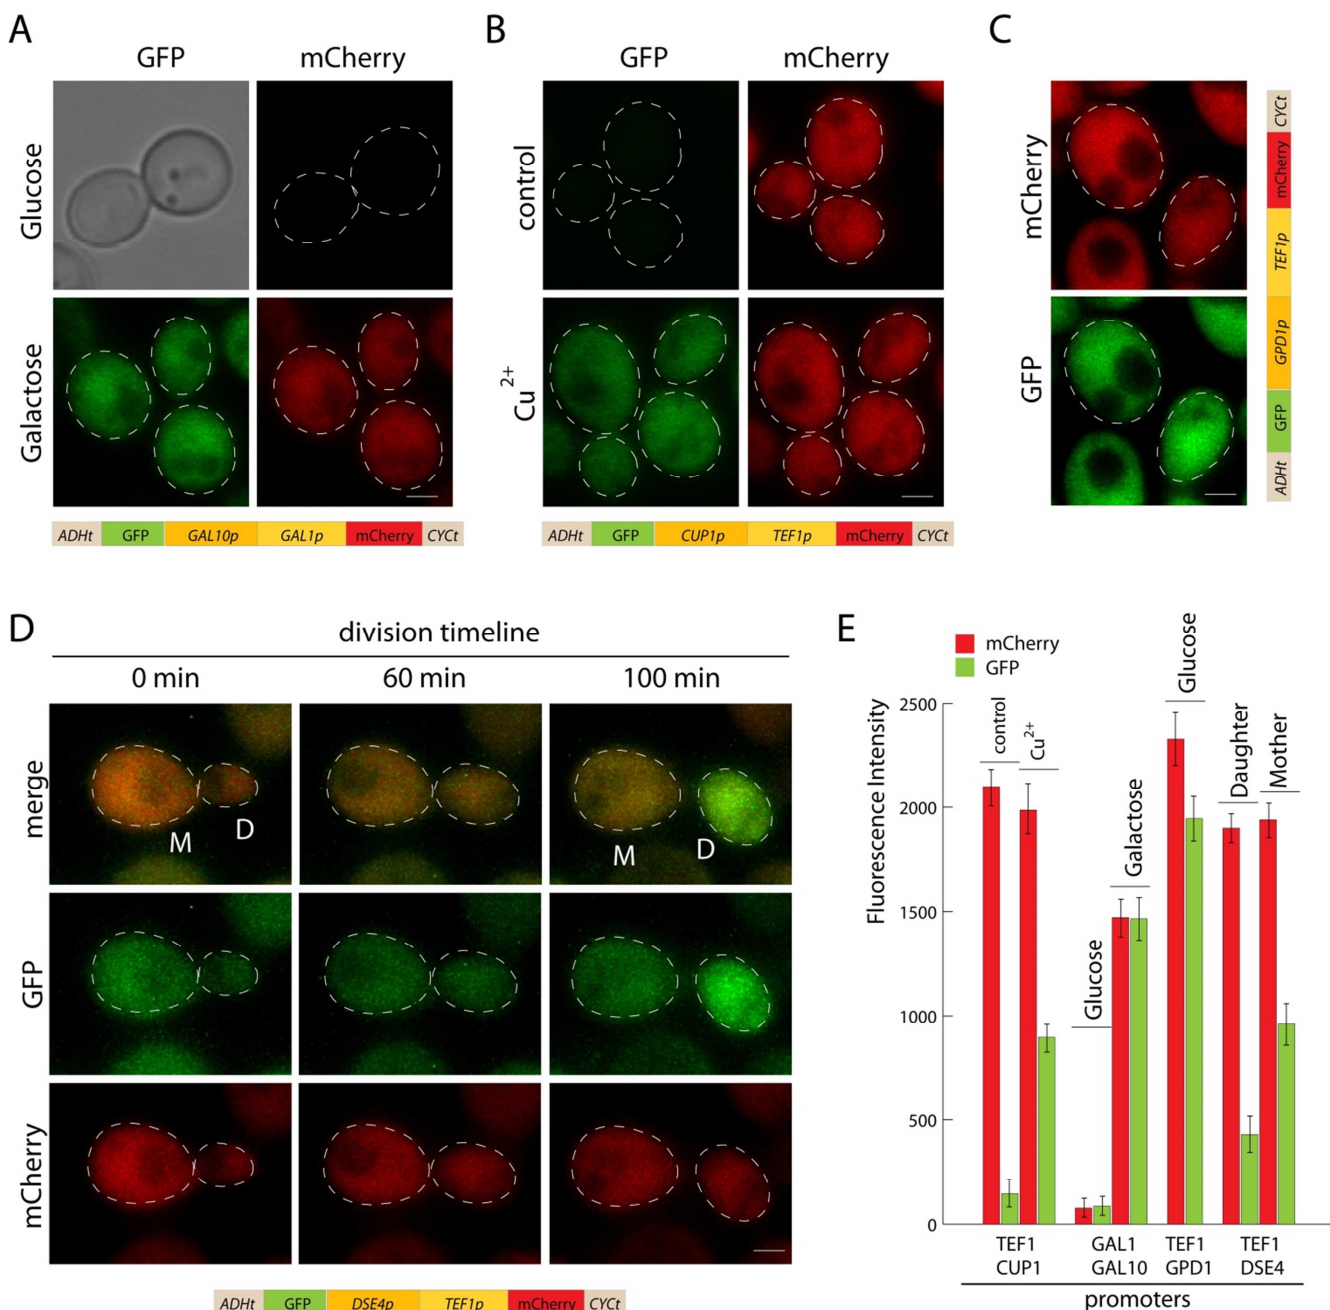 A
GFP mCherry
Glucose
Galactose
ADHt GFP GAL10p GAL1p mCherry CYCt
B
GFP mCherry
control
Cu2+
ADHt GFP CUP1p TEF1p mCherry CYCt
C
mCherry
GFP
CYCt mCherry TEF1p GPD1p GFP ADHt
D
division timeline
0 min 60 min 100 min
merge
M D M D
GFP
mCherry
ADHt GFP DSE4p TEF1p mCherry CYCt
E
mCherry
GFP
Fluorescence Intensity
2500
2000
1500
1000
500
0
control
Cu2+
Glucose
Galactose
Glucose
Daughter
Mother
TEF1 GAL1 TEF1 TEF1
CUP1 GAL10 GPD1 DSE4
promoters